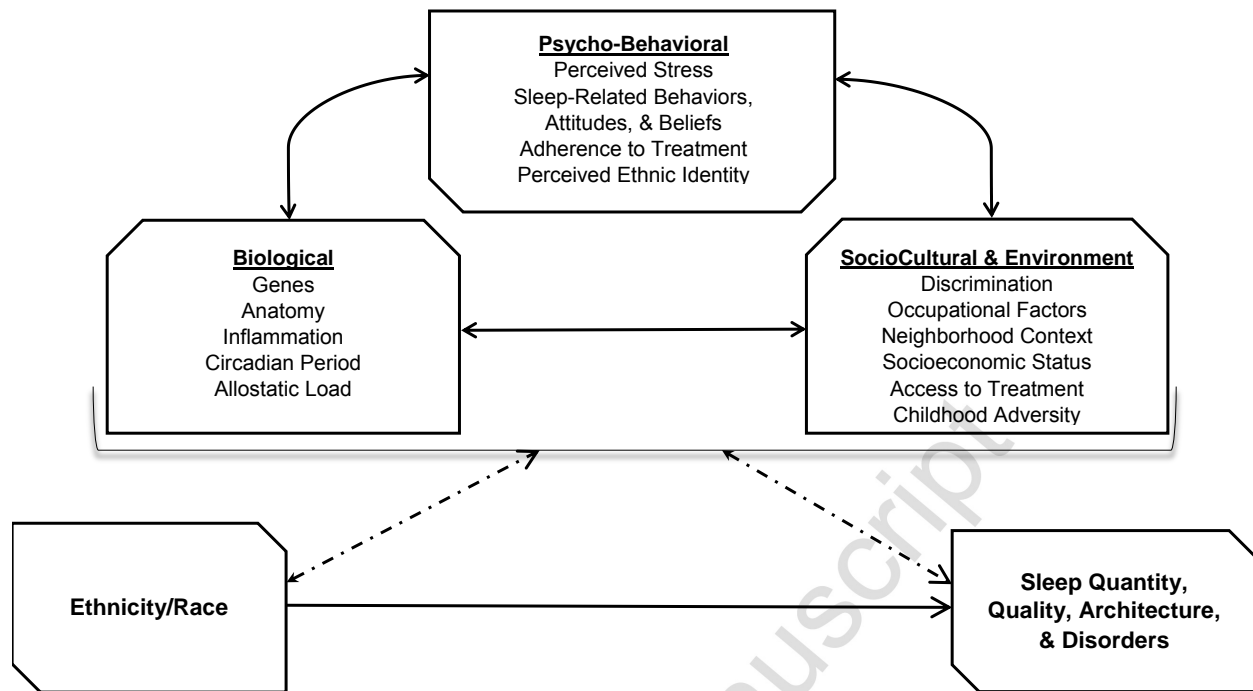 Psycho-Behavioral
Perceived Stress
Sleep-Related Behaviors,
Attitudes, & Beliefs
Adherence to Treatment
Perceived Ethnic Identity
Biological
Genes
Anatomy
Inflammation
Circadian Period
Allostatic Load
SocioCultural & Environment
Discrimination
Occupational Factors
Neighborhood Context
Socioeconomic Status
Access to Treatment
Childhood Adversity
Ethnicity/Race
Sleep Quantity,
Quality, Architecture,
& Disorders